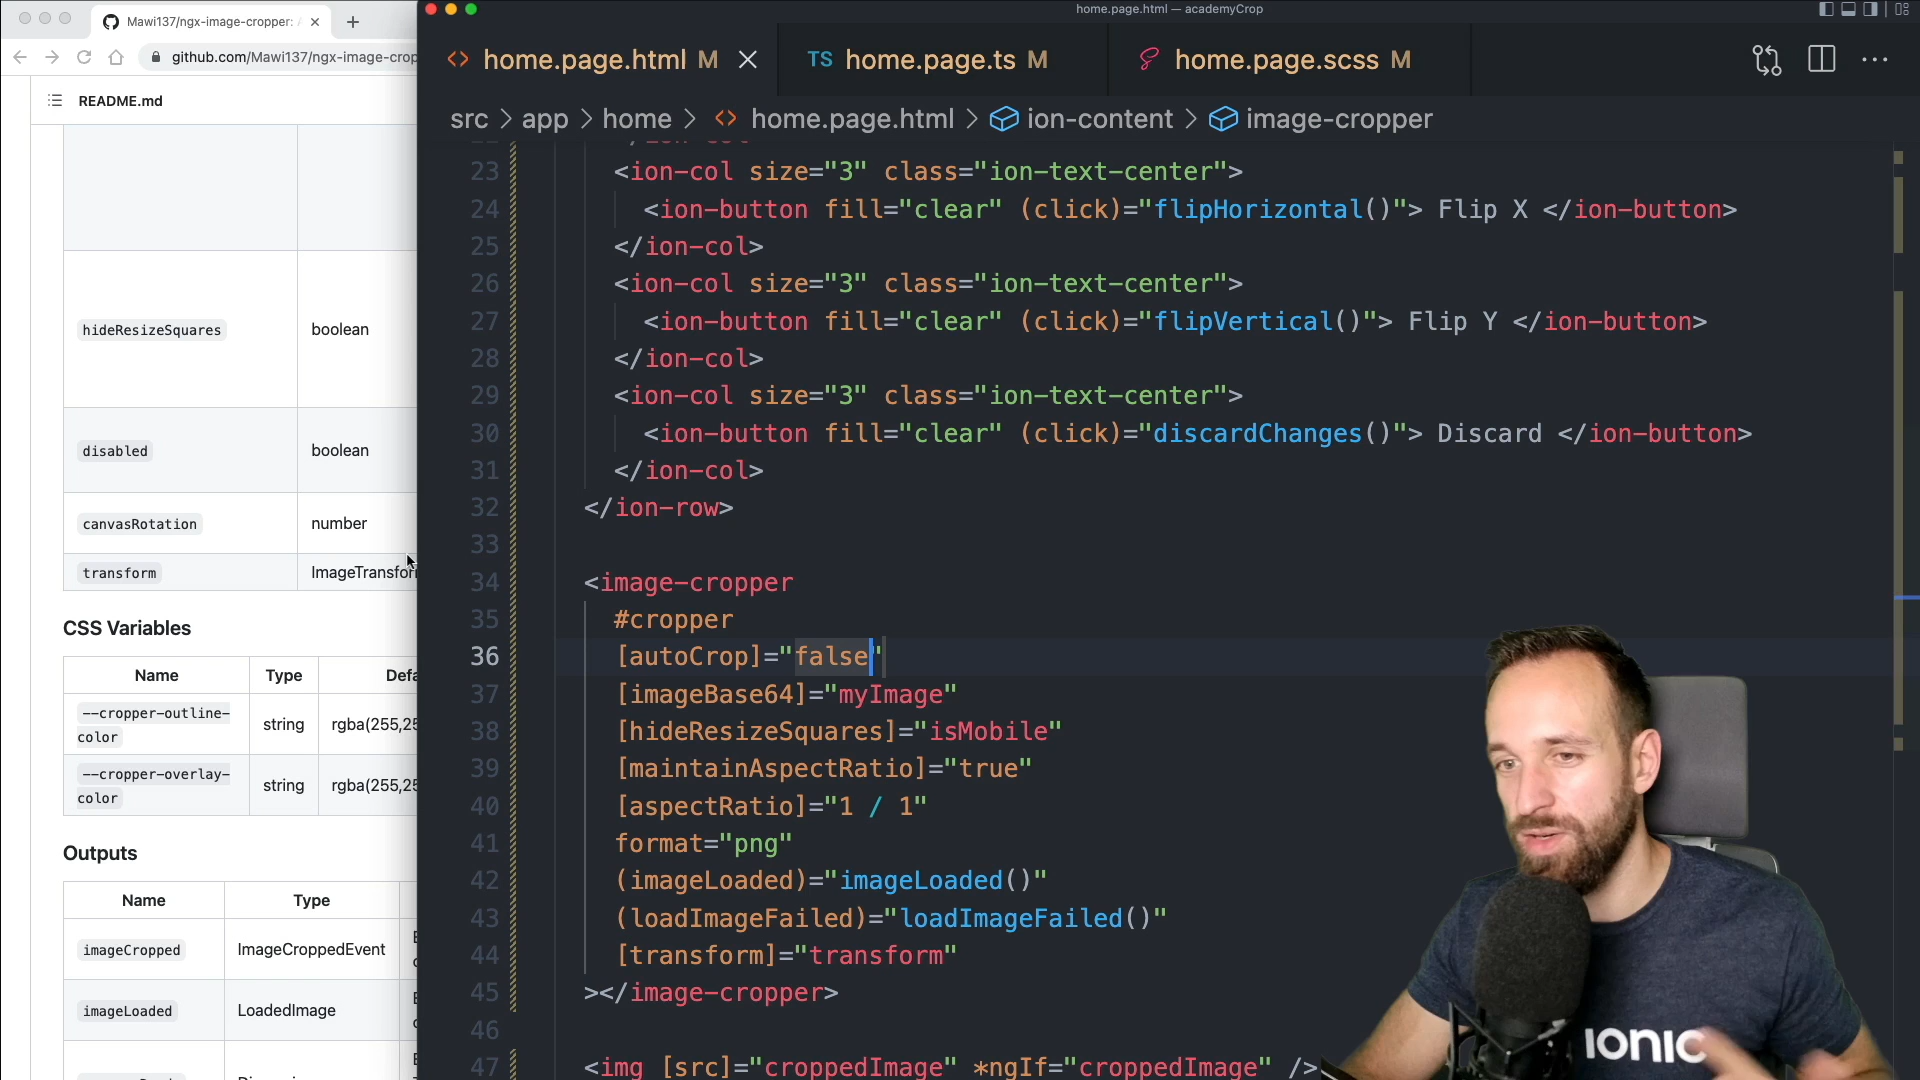 Mawi137/ngx-image-cropper:
home.page.html — academyCrop
github.com/Mawi137/ngx-image-crop
home.page.html M
TS home.page.ts M
home.page.scss M
README.md
src > app > home > home.page.html > ion-content > image-cropper
hideResizeSquares boolean
disabled boolean
canvasRotation number
transform ImageTransfor
CSS Variables
Name Type Defa
--cropper-outline-
color
string rgba(255,25
--cropper-overlay-
color
string rgba(255,25
Outputs
Name Type
imageCropped ImageCroppedEvent
imageLoaded LoadedImage
23 <ion-col size="3" class="ion-text-center">
24 <ion-button fill="clear" (click)="flipHorizontal()"> Flip X </ion-button>
25 </ion-col>
26 <ion-col size="3" class="ion-text-center">
27 <ion-button fill="clear" (click)="flipVertical()"> Flip Y </ion-button>
28 </ion-col>
29 <ion-col size="3" class="ion-text-center">
30 <ion-button fill="clear" (click)="discardChanges()"> Discard </ion-button>
31 </ion-col>
32 </ion-row>
33
34 <image-cropper
35 #cropper
36 [autoCrop]="false"
37 [imageBase64]="myImage"
38 [hideResizeSquares]="isMobile"
39 [maintainAspectRatio]="true"
40 [aspectRatio]="1 / 1"
41 format="png"
42 (imageLoaded)="imageLoaded()"
43 (loadImageFailed)="loadImageFailed()"
44 [transform]="transform"
45 ></image-cropper>
46
47 <img [src]="croppedImage" *ngIf="croppedImage" />
IONIC